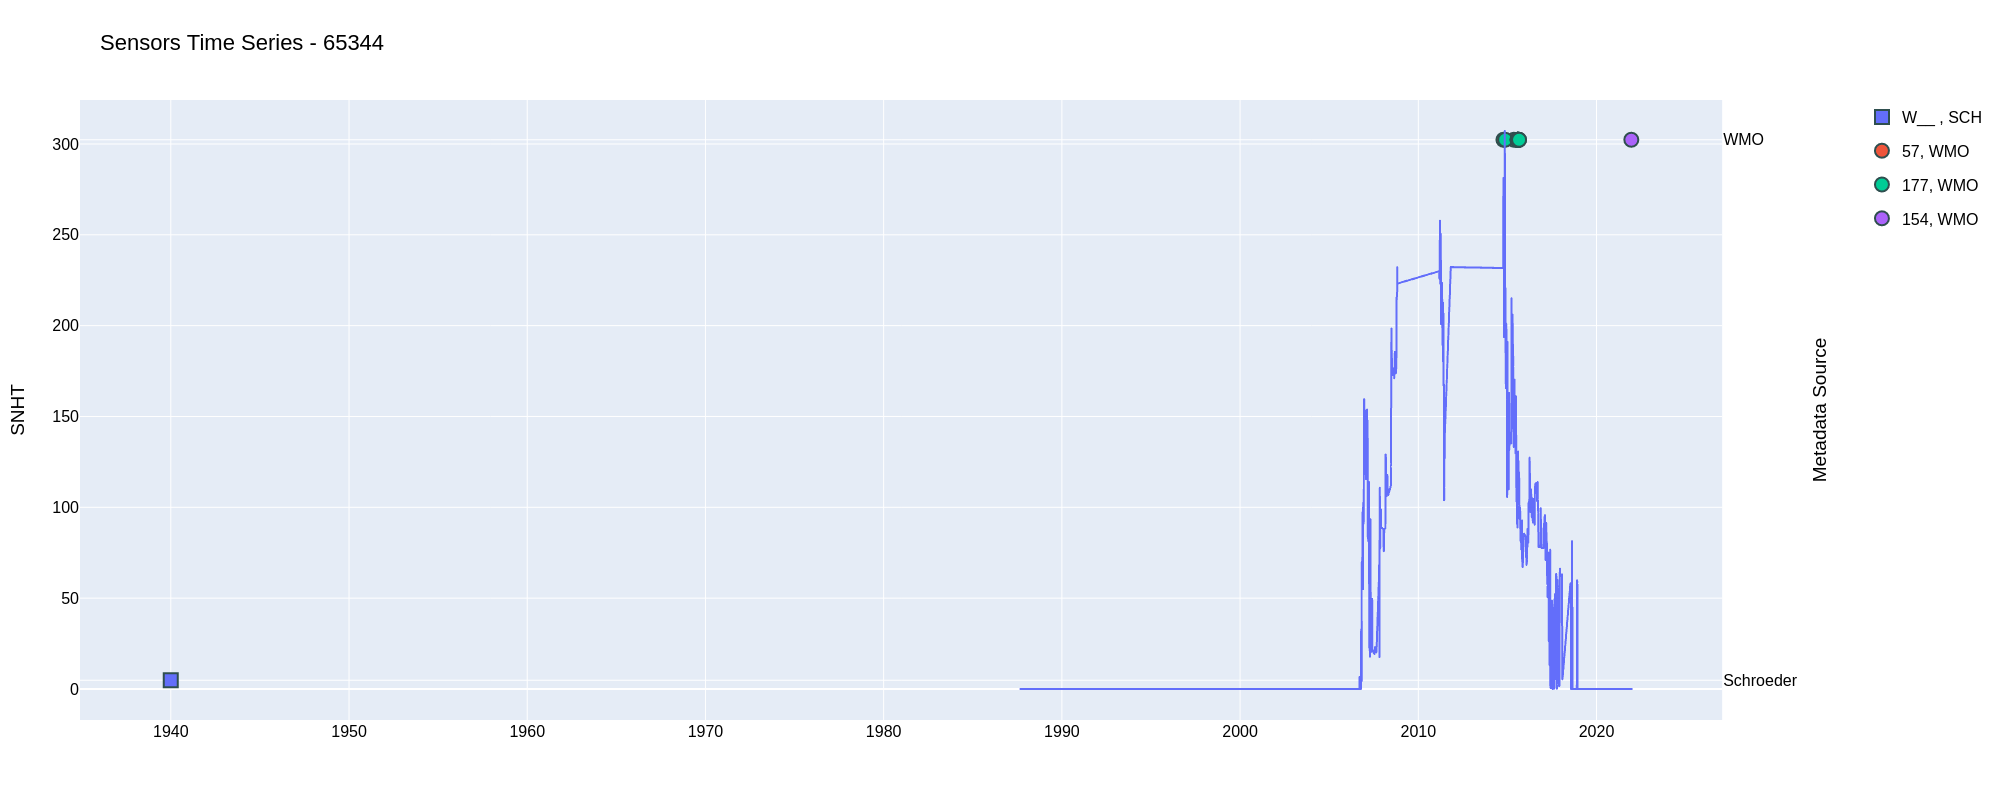 Sensors Time Series - 65344
W__ , SCH
57, WMO
177, WMO
154, WMO
300
250
200
150
100
50
0
SNHT
WMO
Schroeder
Metadata Source
1940
1950
1960
1970
1980
1990
2000
2010
2020